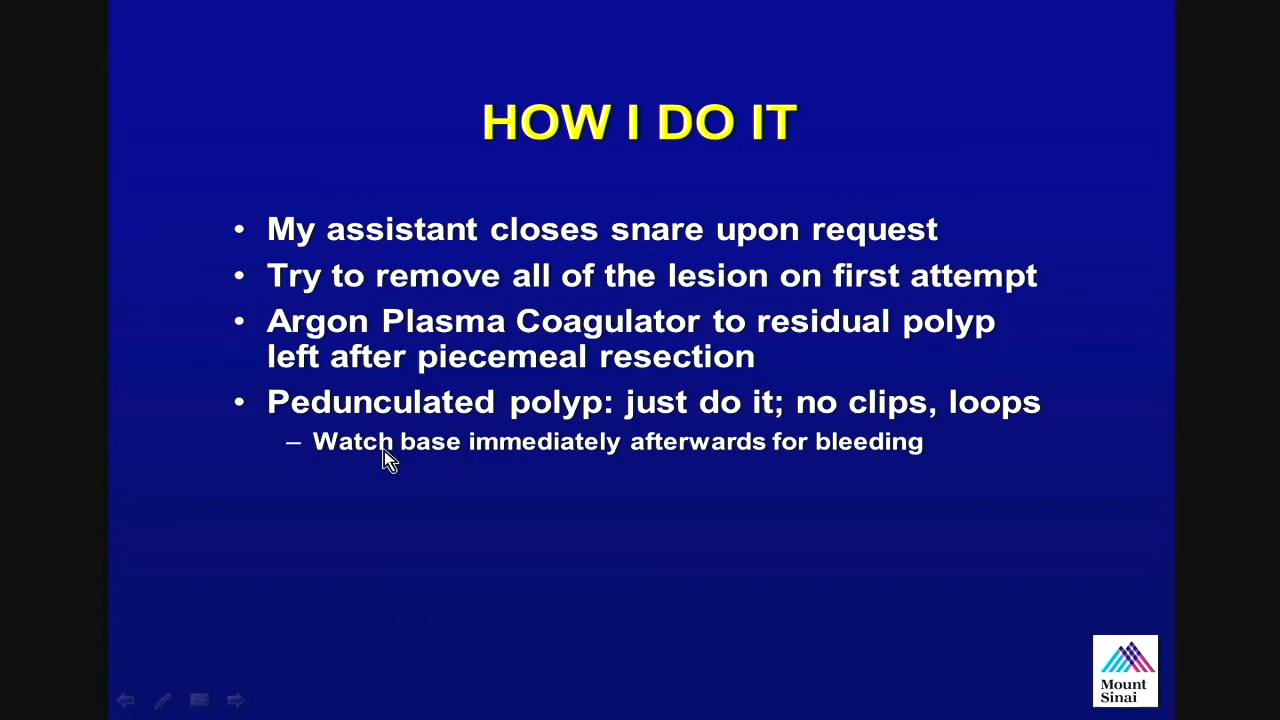 HOW I DO IT
• My assistant closes snare upon request
• Try to remove all of the lesion on first attempt
• Argon Plasma Coagulator to residual polyp
left after piecemeal resection
• Pedunculated polyp: just do it; no clips, loops
– Watch base immediately afterwards for bleeding
Mount
Sinai